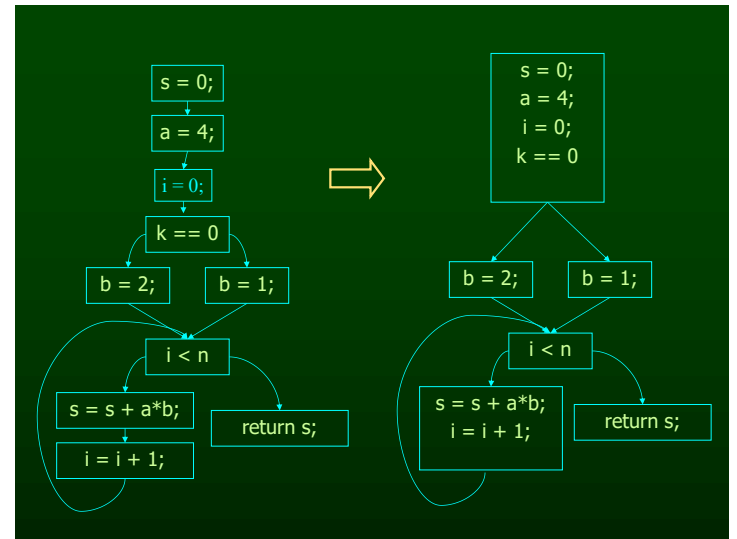 s = 0;
a = 4;
i = 0;
k == 0
b = 2;
b = 1;
i < n
s = s + a*b;
i = i + 1;
return s;
s = 0;
a = 4;
i = 0;
k == 0
b = 2;
b = 1;
i < n
s = s + a*b;
i = i + 1;
return s;